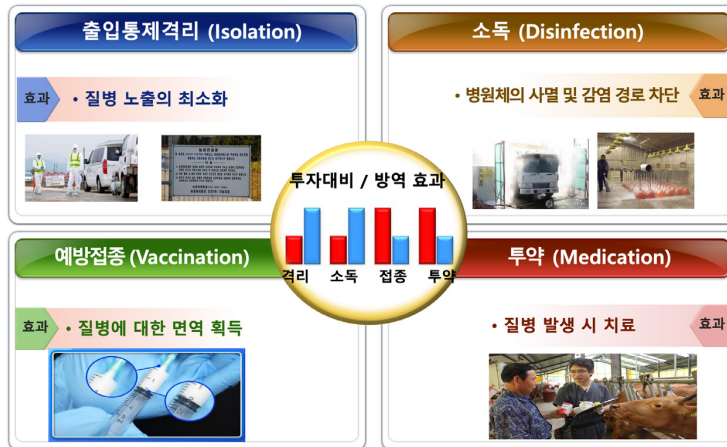 출입통제격리 (Isolation)
효과
• 질병 노출의 최소화
소독 (Disinfection)
• 병원체의 사멸 및 감염 경로 차단
효과
투자대비 / 방역 효과
격리 소독 접종 투약
예방접종 (Vaccination)
효과
• 질병에 대한 면역 획득
투약 (Medication)
• 질병 발생 시 치료
효과